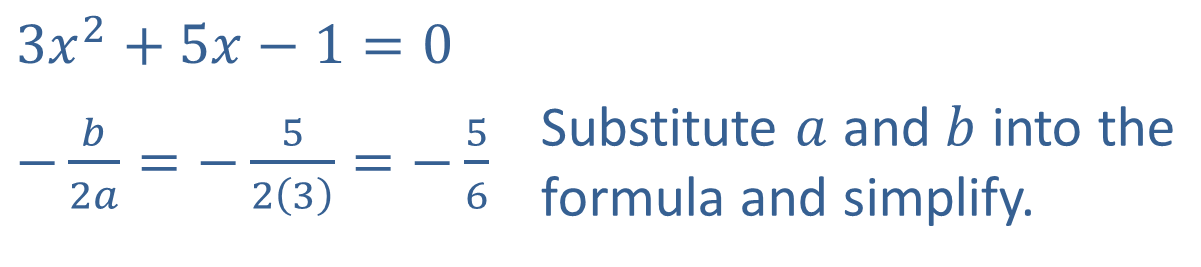 3x² + 5x − 1 = 0
−b/2a = −5/2(3) = −5/6 Substitute a and b into the
formula and simplify.